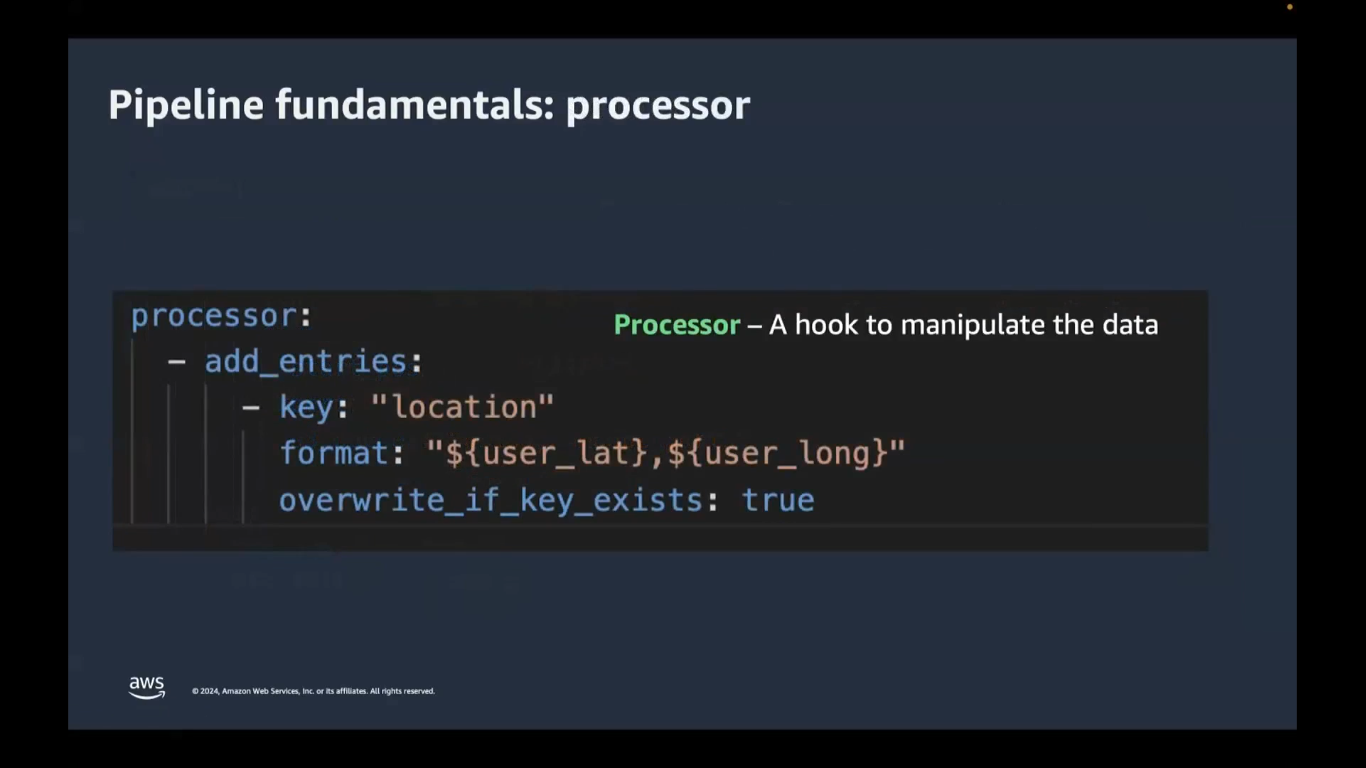 Pipeline fundamentals: processor
processor:
Processor – A hook to manipulate the data
- add_entries:
- key: "location"
format: "${user_lat},${user_long}"
overwrite_if_key_exists: true
aws
© 2024, Amazon Web Services, Inc. or its affiliates. All rights reserved.